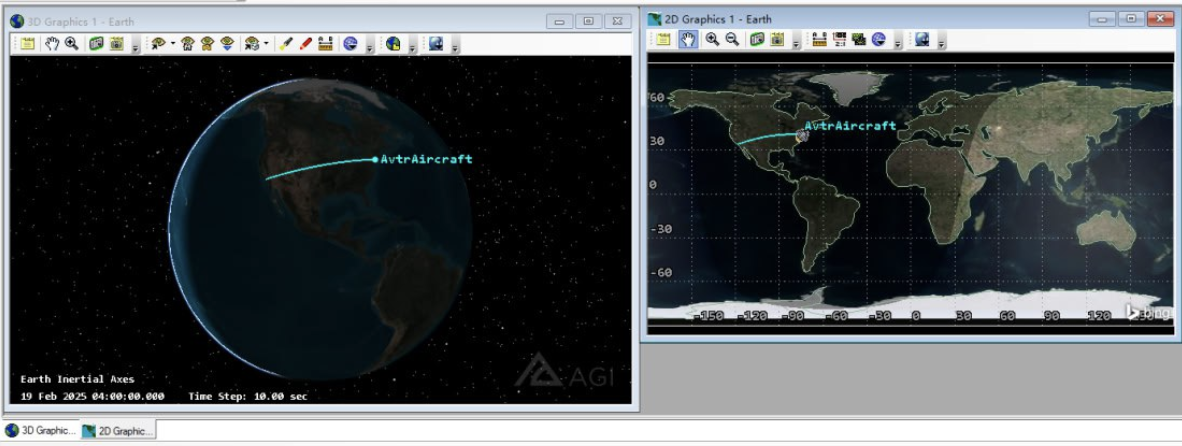 3D Graphics 1 - Earth
AvtrAircraft
Earth Inertial Axes
19 Feb 2025 04:00:00.000 Time Step: 10.00 sec
AGI
2D Graphics 1 - Earth
60
30
AvtrAircraft
0
-30
-60
-150 -120 -90 -60 -30 0 30 60 90 120
bing
3D Graphic... 2D Graphic...